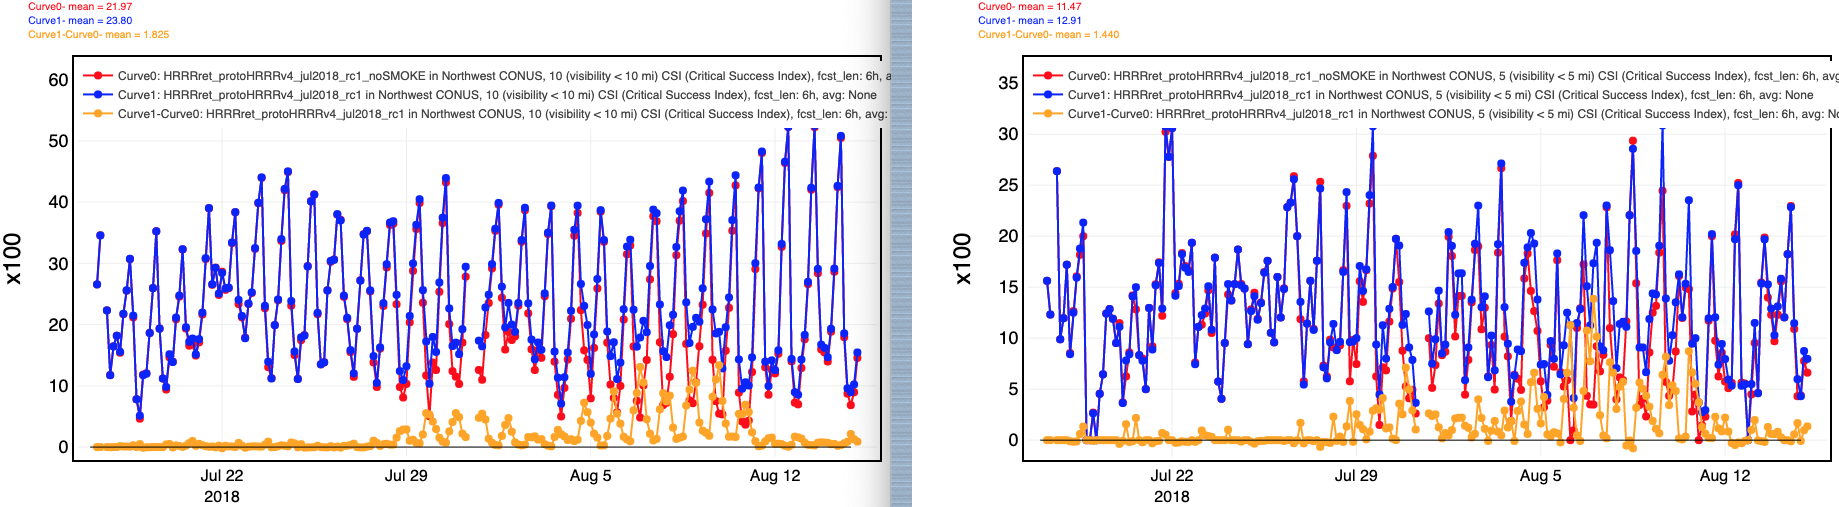 Curve0- mean = 21.97
Curve1- mean = 23.80
Curve1-Curve0- mean = 1.825
Curve0: HRRRret_protoHRRRv4_jul2018_rc1_noSMOKE in Northwest CONUS, 10 (visibility < 10 mi) CSI (Critical Success Index), fcst_len: 6h, a
Curve1: HRRRret_protoHRRRv4_jul2018_rc1 in Northwest CONUS, 10 (visibility < 10 mi) CSI (Critical Success Index), fcst_len: 6h, avg: None
Curve1-Curve0: HRRRret_protoHRRRv4_jul2018_rc1 in Northwest CONUS, 10 (visibility < 10 mi) CSI (Critical Success Index), fcst_len: 6h, avg:
60
50
40
30
20
10
0
x100
Jul 22 Jul 29 Aug 5 Aug 12
2018
Curve0- mean = 11.47
Curve1- mean = 12.91
Curve1-Curve0- mean = 1.440
Curve0: HRRRret_protoHRRRv4_jul2018_rc1_noSMOKE in Northwest CONUS, 5 (visibility < 5 mi) CSI (Critical Success Index), fcst_len: 6h, av
Curve1: HRRRret_protoHRRRv4_jul2018_rc1 in Northwest CONUS, 5 (visibility < 5 mi) CSI (Critical Success Index), fcst_len: 6h, avg: None
Curve1-Curve0: HRRRret_protoHRRRv4_jul2018_rc1 in Northwest CONUS, 5 (visibility < 5 mi) CSI (Critical Success Index), fcst_len: 6h, avg: No
35
30
25
20
15
10
5
0
x100
Jul 22 Jul 29 Aug 5 Aug 12
2018